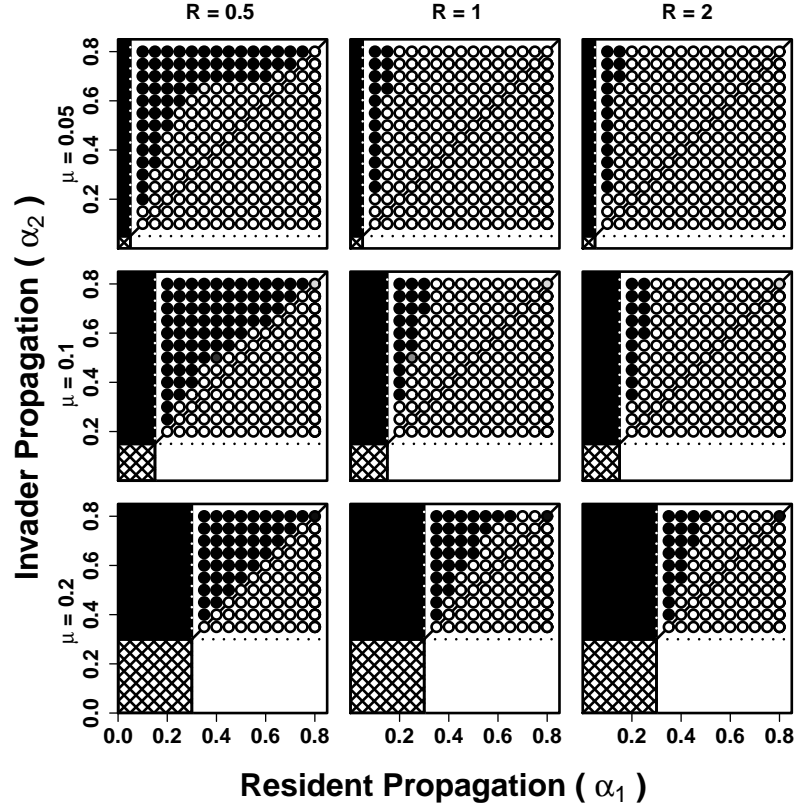 R = 0.5
R = 1
R = 2
Invader Propagation ( α2 )
μ = 0.05
0.2 0.4 0.6 0.8
μ = 0.1
0.2 0.4 0.6 0.8
μ = 0.2
0.0 0.2 0.4 0.6 0.8
0.0 0.2 0.4 0.6 0.8
0.2 0.4 0.6 0.8
0.2 0.4 0.6 0.8
Resident Propagation ( α1 )